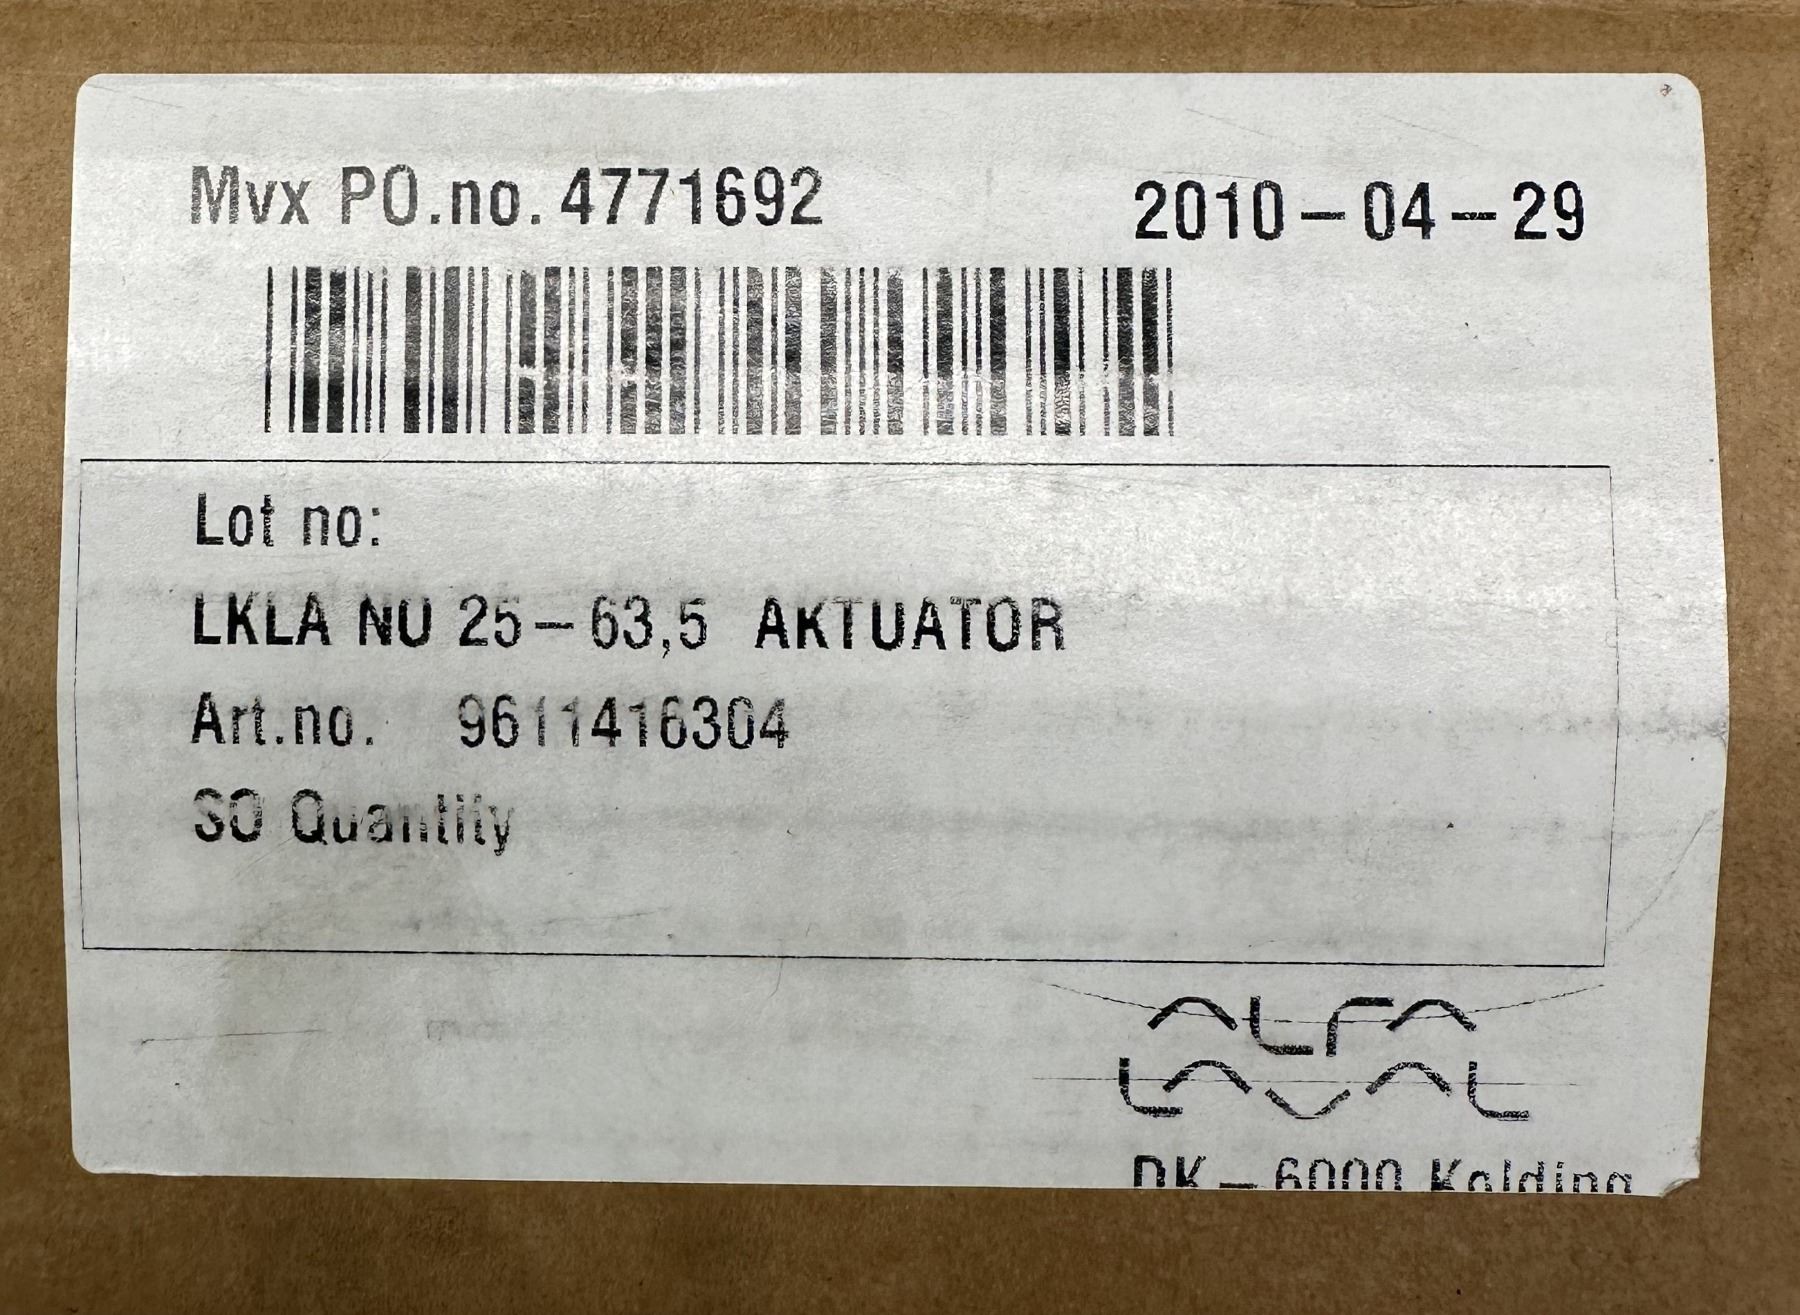 Mvx PO.no. 4771692
2010-04-29
Lot no:
LKLA NU 25-63,5 AKTUATOR
Art.no. 9611416304
SO Quantity
ALFA
LAVAL
DK-6000 Kolding